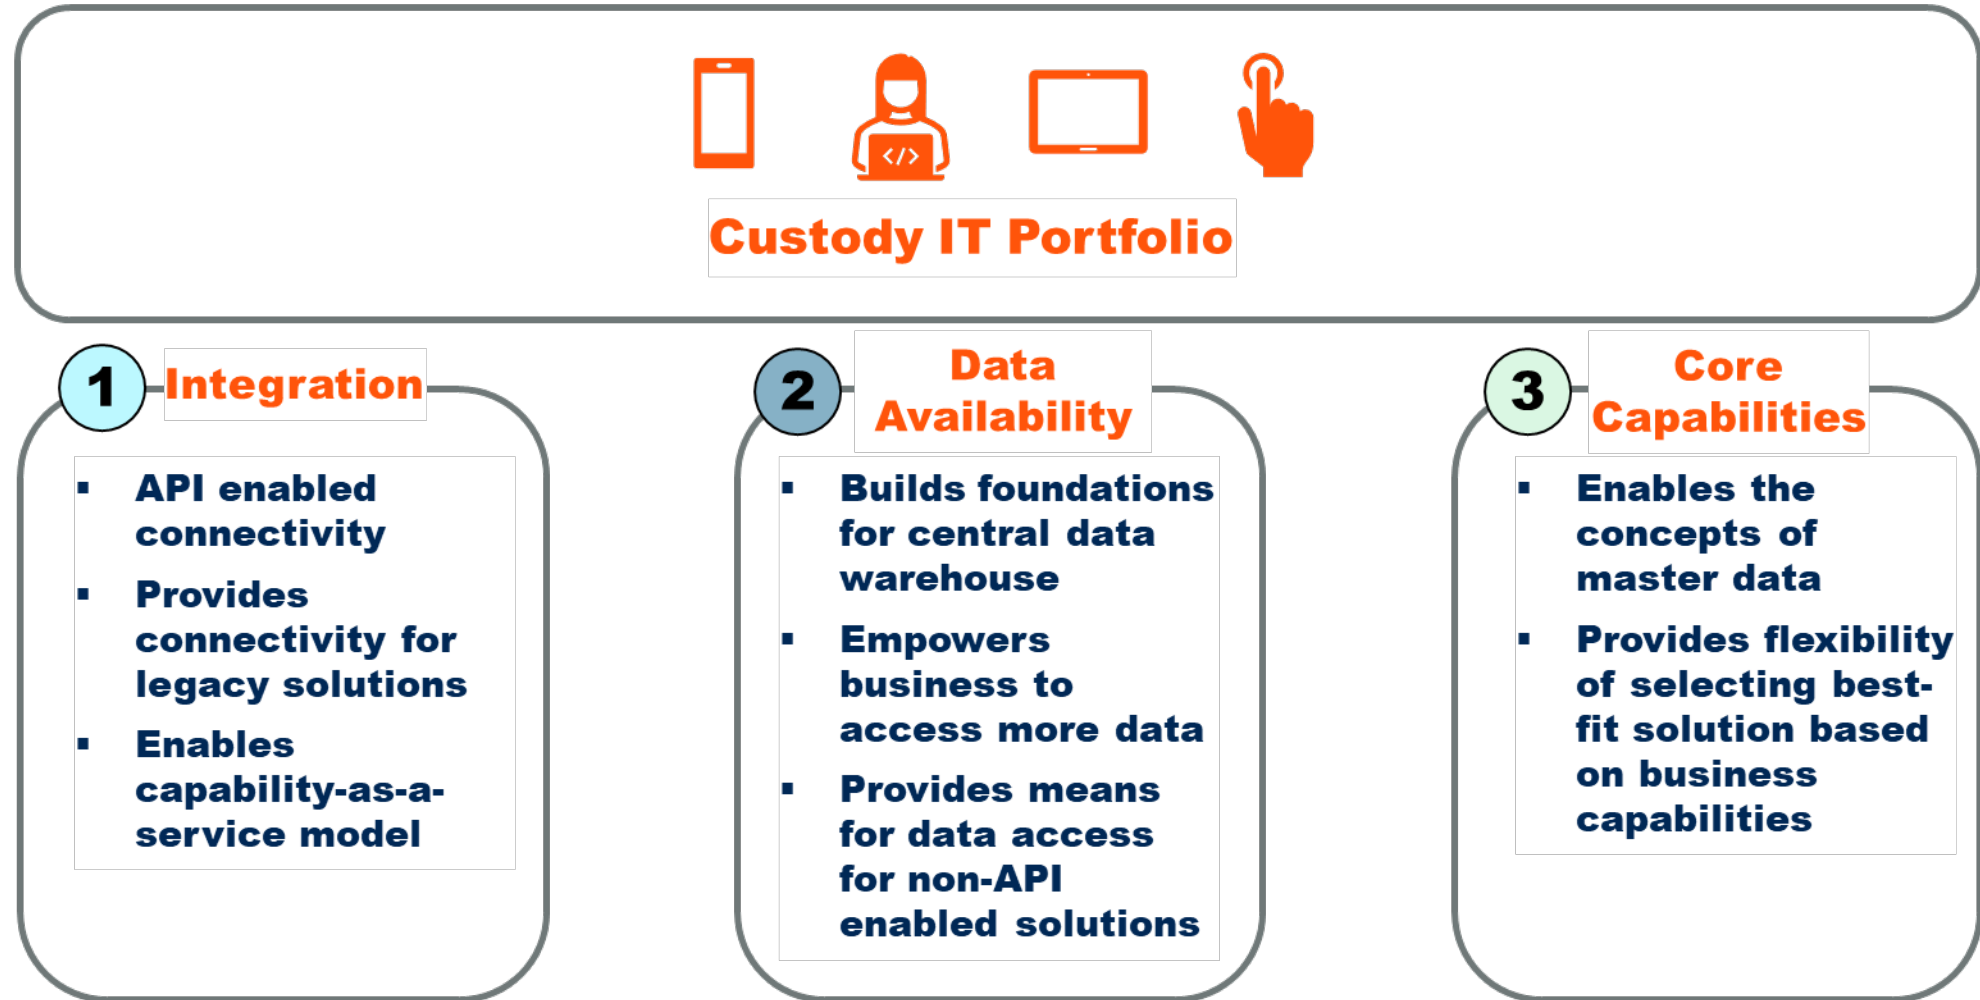 </>
Custody IT Portfolio
1
Integration
▪ API enabled
connectivity
▪ Provides
connectivity for
legacy solutions
▪ Enables
capability-as-a-
service model
2
Data
Availability
▪ Builds foundations
for central data
warehouse
▪ Empowers
business to
access more data
▪ Provides means
for data access
for non-API
enabled solutions
3
Core
Capabilities
▪ Enables the
concepts of
master data
▪ Provides flexibility
of selecting best-
fit solution based
on business
capabilities